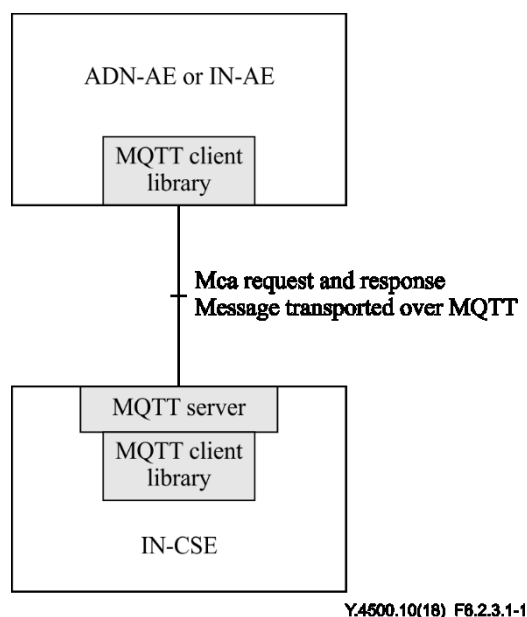 ADN-AE or IN-AE
MQTT client
library
Mca request and response
Message transported over MQTT
MQTT server
MQTT client
library
IN-CSE
Y.4500.10(18)_F6.2.3.1-1